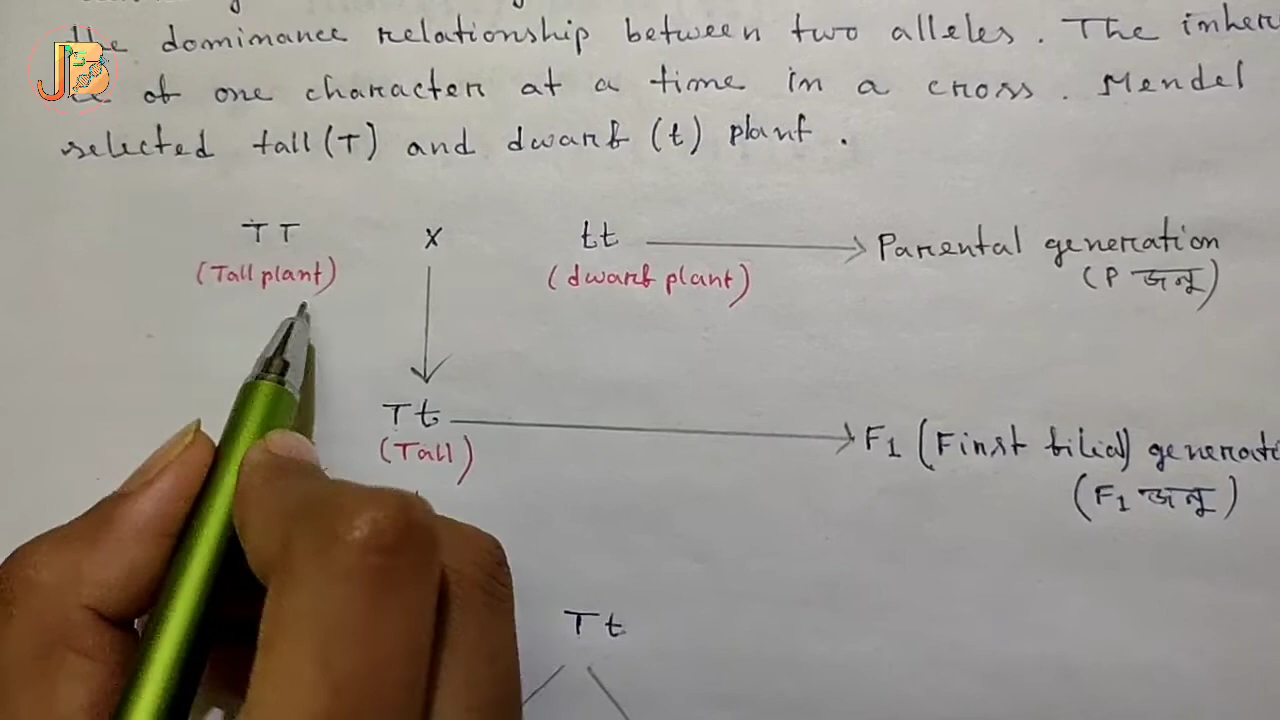 the dominance relationship between two alleles. The inher
of one character at a time in a cross. Mendel
selected tall(T) and dwarf (t) plant.
TT x tt Parental generation
(Tall plant) (dwarf plant) (P जनू)
Tt F1 (First filial) generati
(Tall) (F1 जनू)
Tt
JB